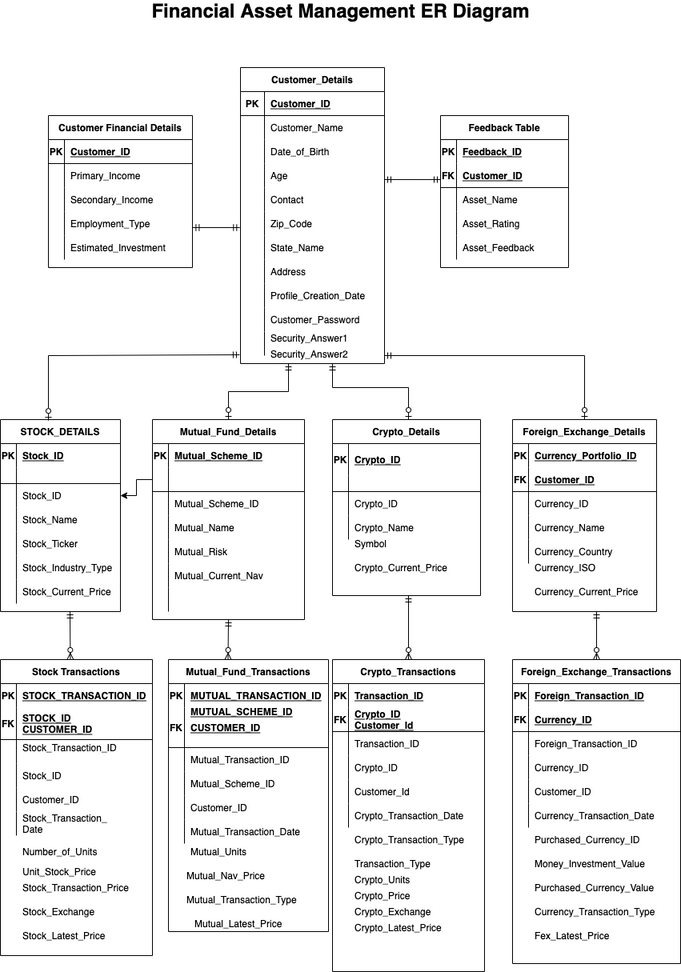 Financial Asset Management ER Diagram
Customer_Details
PK Customer_ID
Customer_Name
Date_of_Birth
Age
Contact
Zip_Code
State_Name
Address
Profile_Creation_Date
Customer_Password
Security_Answer1
Security_Answer2
Customer Financial Details
PK Customer_ID
Primary_Income
Secondary_Income
Employment_Type
Estimated_Investment
Feedback Table
PK Feedback_ID
FK Customer_ID
Asset_Name
Asset_Rating
Asset_Feedback
STOCK_DETAILS
PK Stock_ID
Stock_ID
Stock_Name
Stock_Ticker
Stock_Industry_Type
Stock_Current_Price
Mutual_Fund_Details
PK Mutual_Scheme_ID
Mutual_Scheme_ID
Mutual_Name
Mutual_Risk
Mutual_Current_Nav
Crypto_Details
PK Crypto_ID
Crypto_ID
Crypto_Name
Symbol
Crypto_Current_Price
Foreign_Exchange_Details
PK Currency_Portfolio_ID
FK Customer_ID
Currency_ID
Currency_Name
Currency_Country
Currency_ISO
Currency_Current_Price
Stock Transactions
PK STOCK_TRANSACTION_ID
FK STOCK_ID
CUSTOMER_ID
Stock_Transaction_ID
Stock_ID
Customer_ID
Stock_Transaction_
Date
Number_of_Units
Unit_Stock_Price
Stock_Transaction_Price
Stock_Exchange
Stock_Latest_Price
Mutual_Fund_Transactions
PK MUTUAL_TRANSACTION_ID
MUTUAL_SCHEME_ID
FK CUSTOMER_ID
Mutual_Transaction_ID
Mutual_Scheme_ID
Customer_ID
Mutual_Transaction_Date
Mutual_Units
Mutual_Nav_Price
Mutual_Transaction_Type
Mutual_Latest_Price
Crypto_Transactions
PK Transaction_ID
FK Crypto_ID
Customer_Id
Transaction_ID
Crypto_ID
Customer_Id
Crypto_Transaction_Date
Crypto_Transaction_Type
Transaction_Type
Crypto_Units
Crypto_Price
Crypto_Exchange
Crypto_Latest_Price
Foreign_Exchange_Transactions
PK Foreign_Transaction_ID
FK Currency_ID
Foreign_Transaction_ID
Currency_ID
Customer_ID
Currency_Transaction_Date
Purchased_Currency_ID
Money_Investment_Value
Purchased_Currency_Value
Currency_Transaction_Type
Fex_Latest_Price